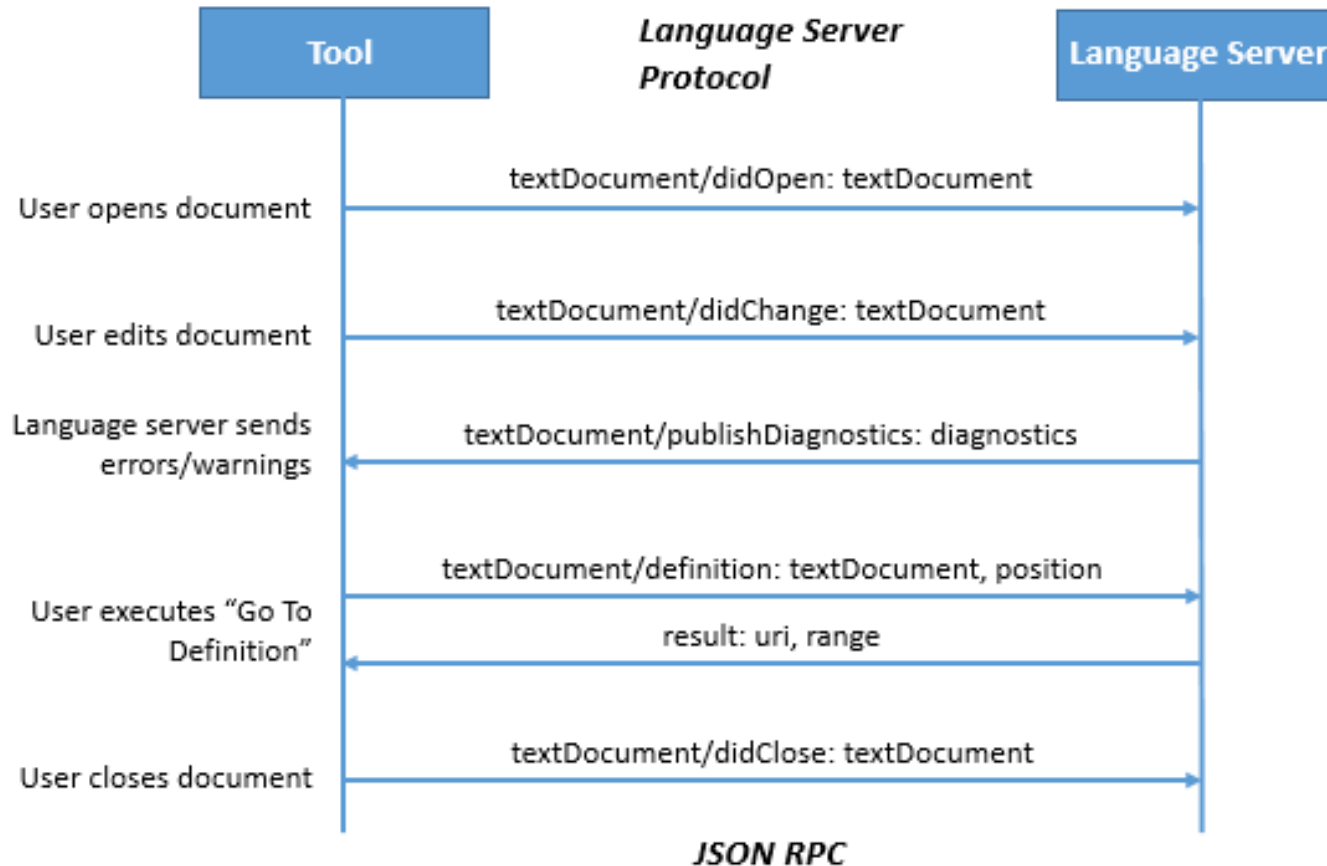 Tool
Language Server
Protocol
Language Server
textDocument/didOpen: textDocument
User opens document
textDocument/didChange: textDocument
User edits document
Language server sends
errors/warnings
textDocument/publishDiagnostics: diagnostics
textDocument/definition: textDocument, position
User executes “Go To
Definition”
result: uri, range
textDocument/didClose: textDocument
User closes document
JSON RPC